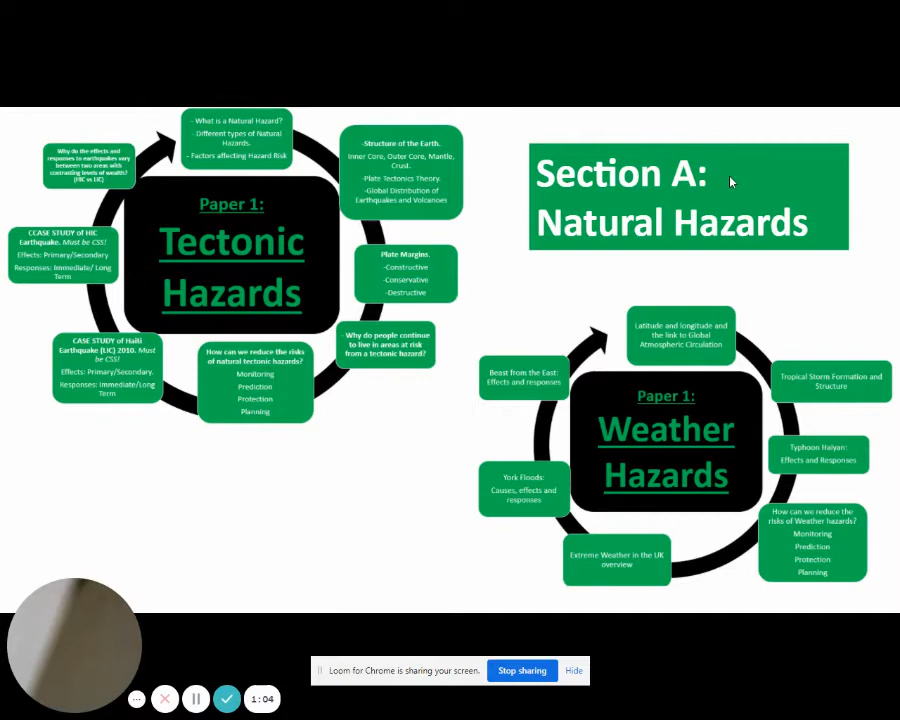 - What is a Natural Hazard?
- Different types of Natural
Hazards.
- Factors affecting Hazard Risk
-Structure of the Earth.
Inner Core, Outer Core, Mantle,
Crust.
-Plate Tectonics Theory.
-Global Distribution of
Earthquakes and Volcanoes
Plate Margins.
-Constructive
-Conservative
-Destructive
Why do people continue
to live in areas at risk
from a tectonic hazard?
How can we reduce the risks
of natural tectonic hazards?
Monitoring
Prediction
Protection
Planning
CASE STUDY of Haiti
Earthquake (LIC) 2010. Must
be CSS!
Effects: Primary/Secondary.
Responses: Immediate/Long
Term
CCASE STUDY of HIC
Earthquake. Must be CSS!
Effects: Primary/Secondary
Responses: Immediate/ Long
Term
Why do the effects and
responses to earthquakes vary
between two areas with
contrasting levels of wealth?
(HIC vs LIC)
Paper 1:
Tectonic
Hazards
Section A:
Natural Hazards
Latitude and longitude and
the link to Global
Atmospheric Circulation
Tropical Storm Formation and
Structure
Typhoon Haiyan:
Effects and Responses
How can we reduce the
risks of Weather hazards?
Monitoring
Prediction
Protection
Planning
Extreme Weather in the UK
overview
York Floods:
Causes, effects and
responses
Beast from the East:
Effects and responses
Paper 1:
Weather
Hazards
Loom for Chrome is sharing your screen.
Stop sharing
Hide
1:04